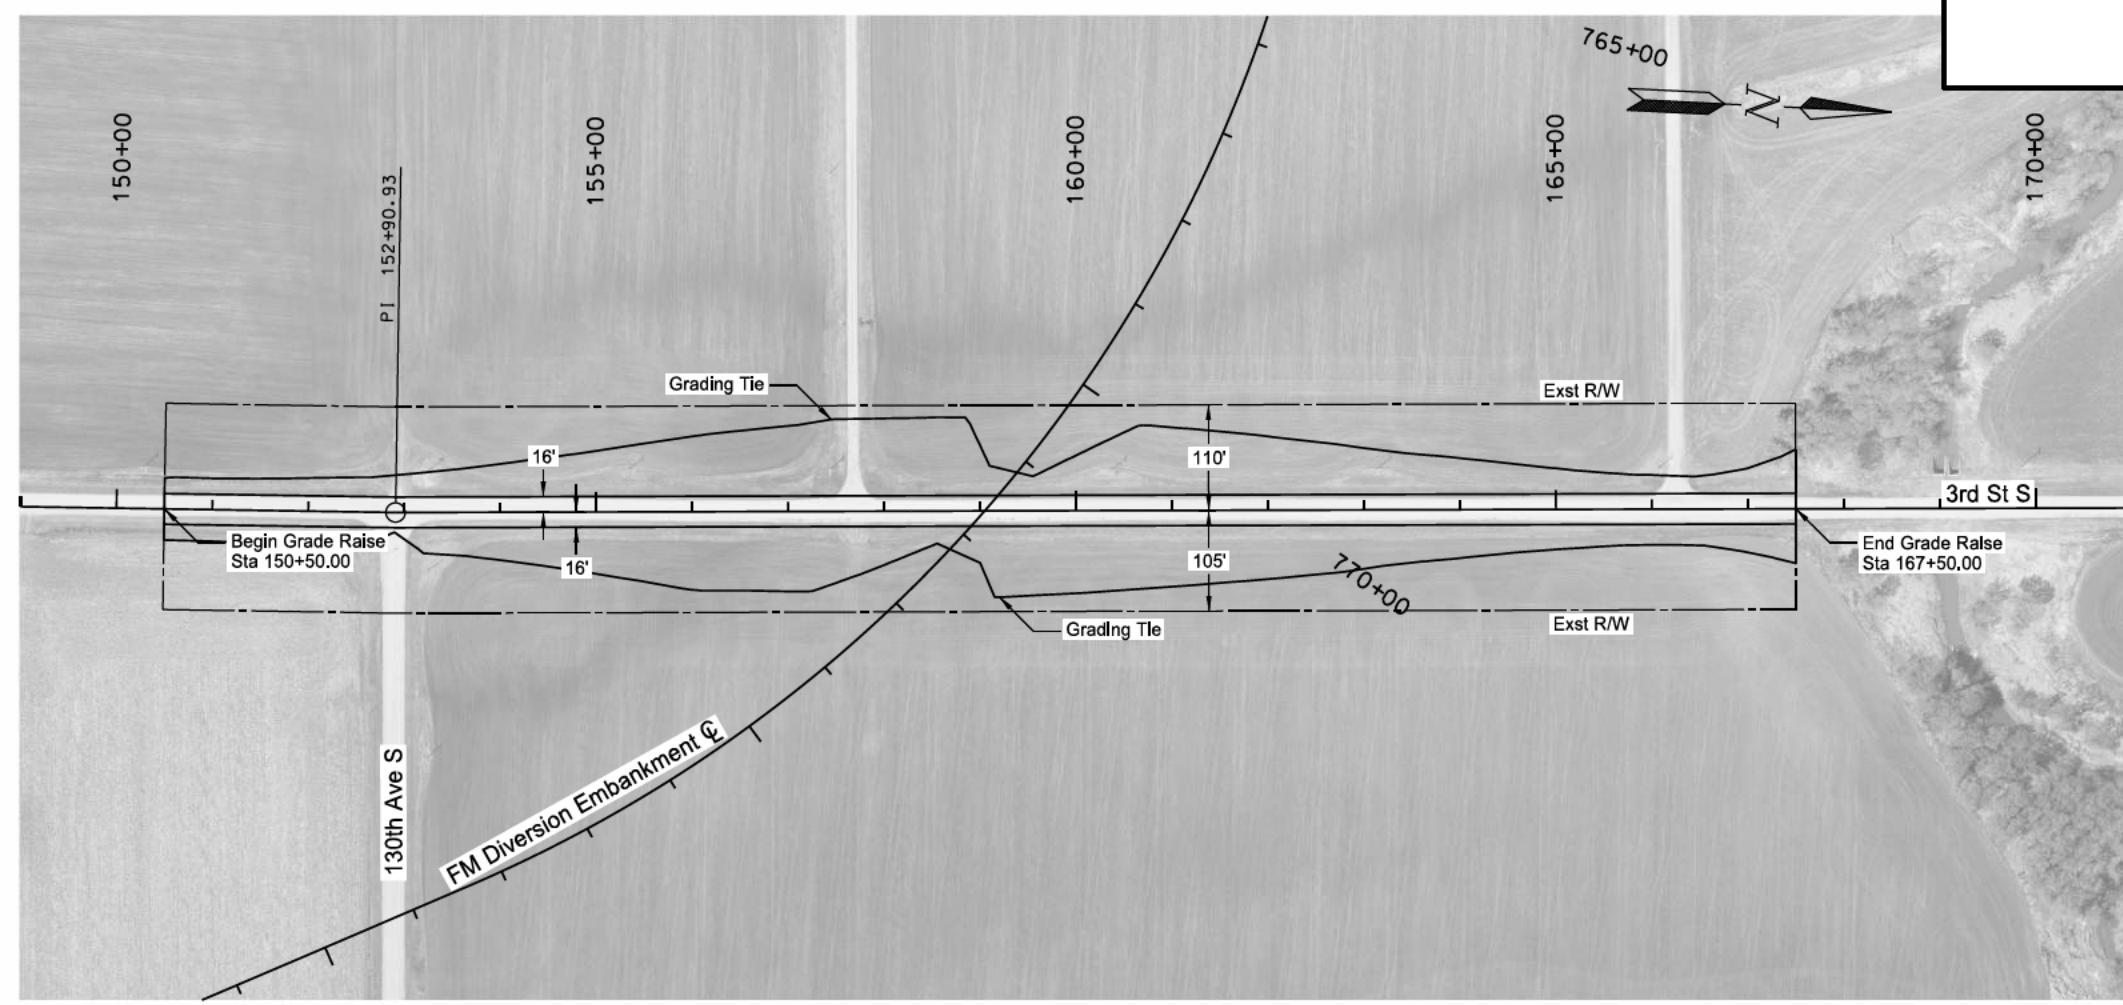 765+00
N
150+00
155+00
160+00
165+00
170+00
PI 152+90.93
Grading Tie
Exst R/W
16'
110'
3rd St S
Begin Grade Raise
Sta 150+50.00
16'
105'
770+00
End Grade Raise
Sta 167+50.00
Grading Tie
Exst R/W
FM Diversion Embankment ℄
130th Ave S